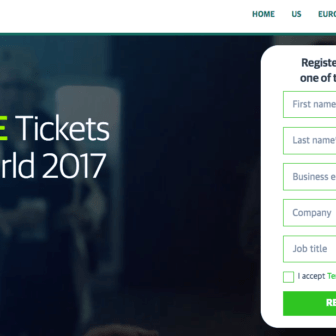 HOME US EURO
Registe
one of t
E Tickets
rld 2017
First name
Last name*
Business e
Company
Job title
I accept Te
RE